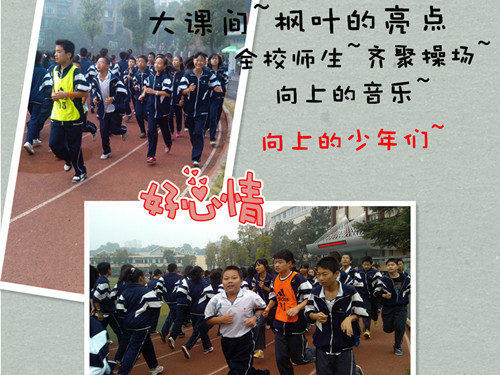 大课间~枫叶的亮点
全校师生~齐聚操场~
向上的音乐~
向上的少年们~
好心情